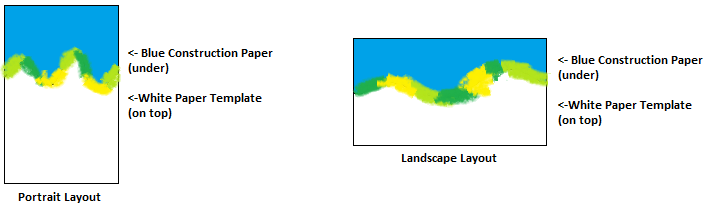 <- Blue Construction Paper
(under)
<-White Paper Template
(on top)
Portrait Layout
<- Blue Construction Paper
(under)
<-White Paper Template
(on top)
Landscape Layout